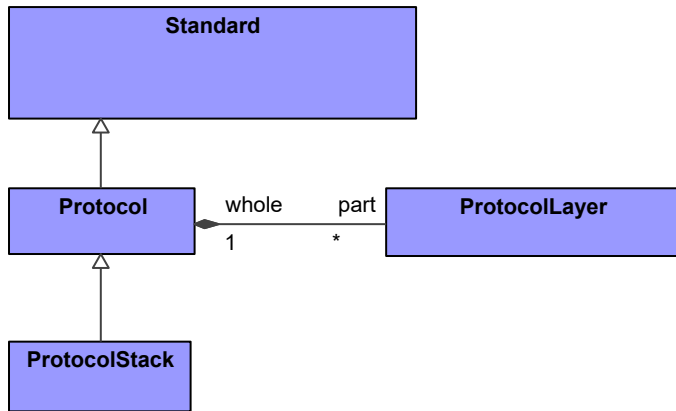 Standard
Protocol
whole
part
ProtocolLayer
1
*
ProtocolStack